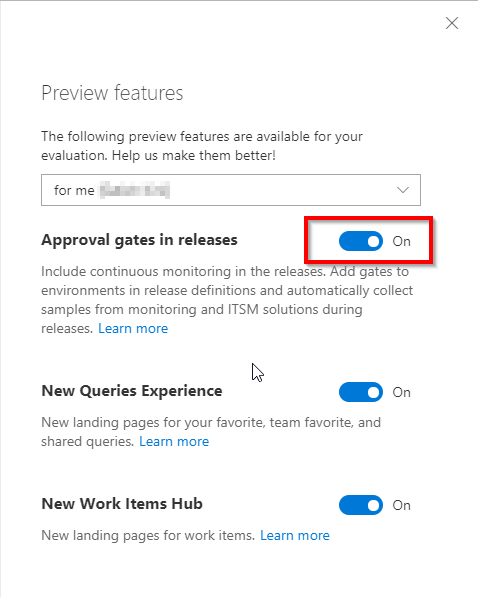 Preview features
The following preview features are available for your
evaluation. Help us make them better!
for me
Approval gates in releases
On
Include continuous monitoring in the releases. Add gates to
environments in release definitions and automatically collect
samples from monitoring and ITSM solutions during
releases. Learn more
New Queries Experience
On
New landing pages for your favorite, team favorite, and
shared queries. Learn more
New Work Items Hub
On
New landing pages for work items. Learn more